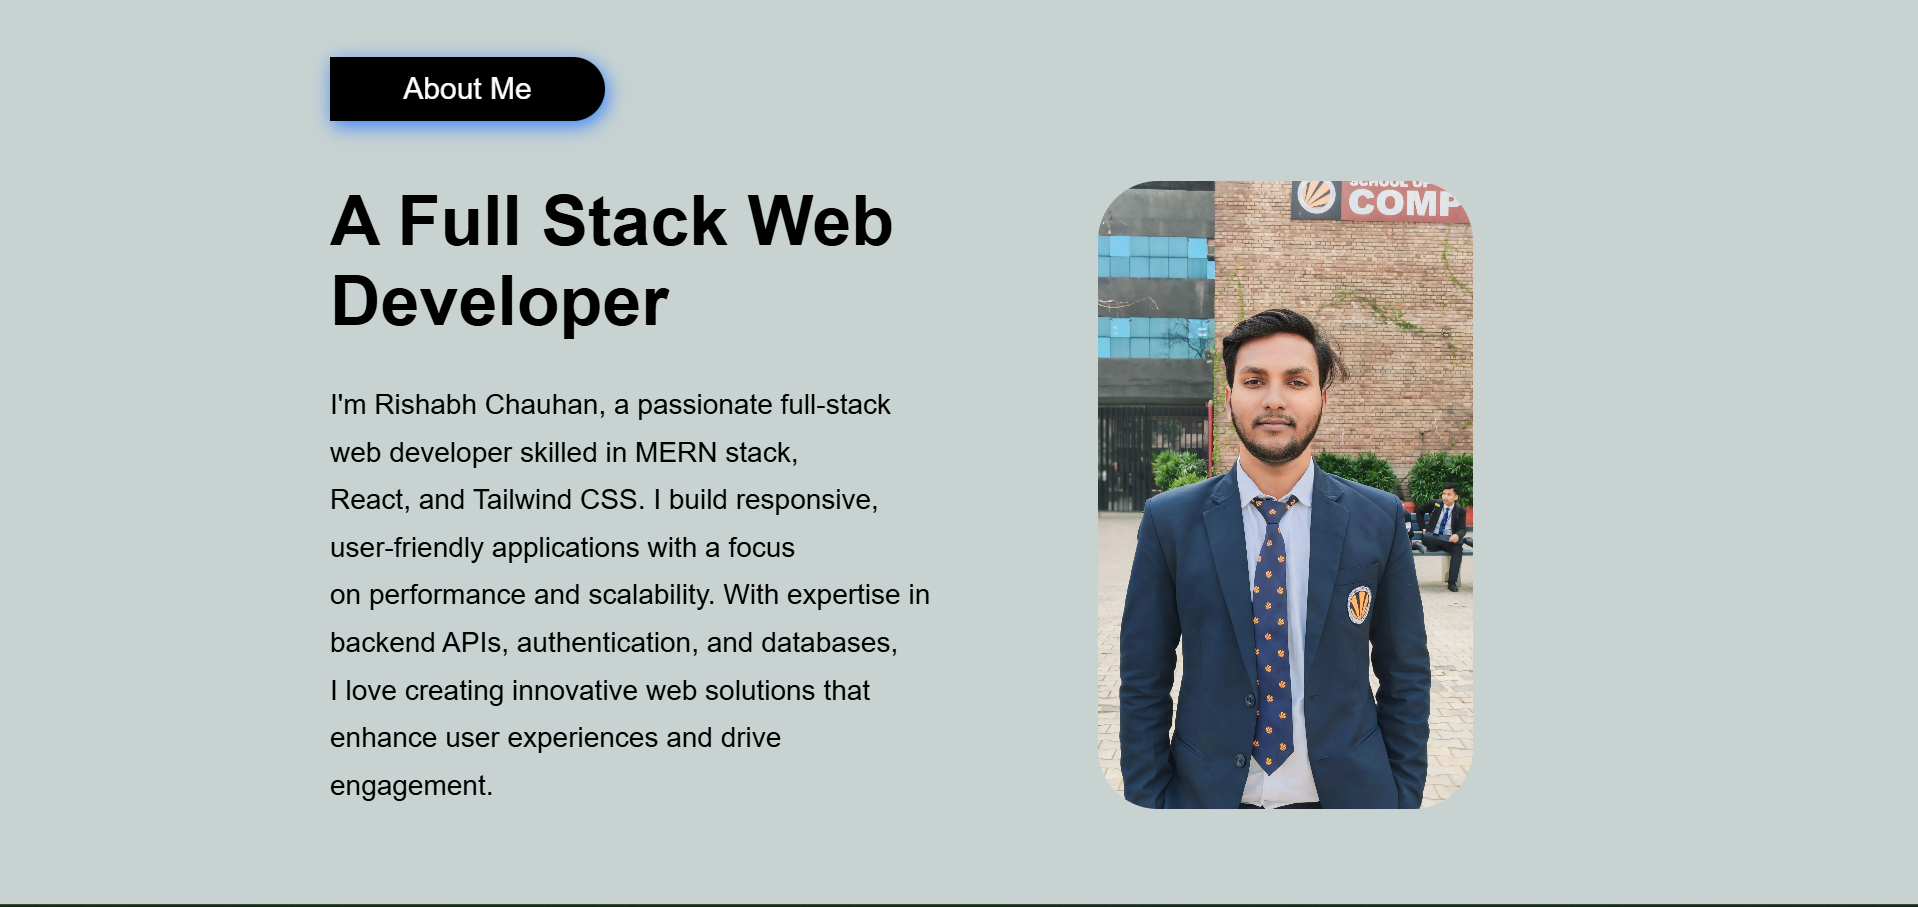 About Me
A Full Stack Web
Developer
I'm Rishabh Chauhan, a passionate full-stack
web developer skilled in MERN stack,
React, and Tailwind CSS. I build responsive,
user-friendly applications with a focus
on performance and scalability. With expertise in
backend APIs, authentication, and databases,
I love creating innovative web solutions that
enhance user experiences and drive
engagement.
SCHOOL OF
COMP